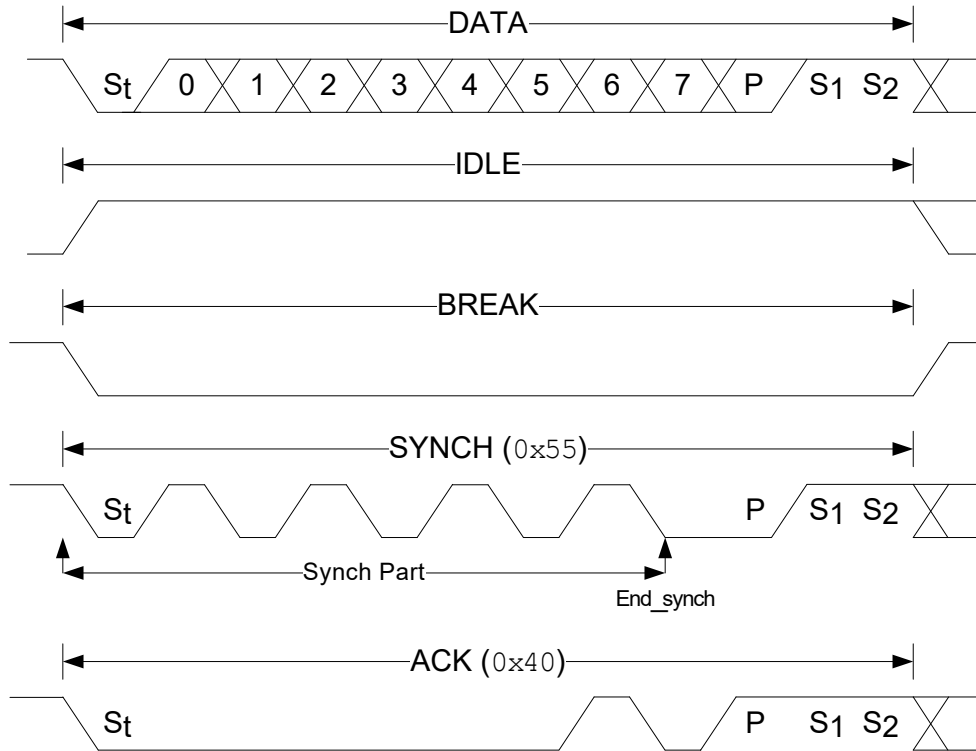 DATA
St 0 1 2 3 4 5 6 7 P S1 S2
IDLE
BREAK
SYNCH (0x55)
St P S1 S2
Synch Part
End_synch
ACK (0x40)
St P S1 S2